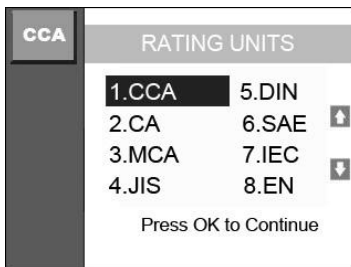 CCA
RATING UNITS
1.CCA 5.DIN
2.CA 6.SAE
3.MCA 7.IEC
4.JIS 8.EN
Press OK to Continue